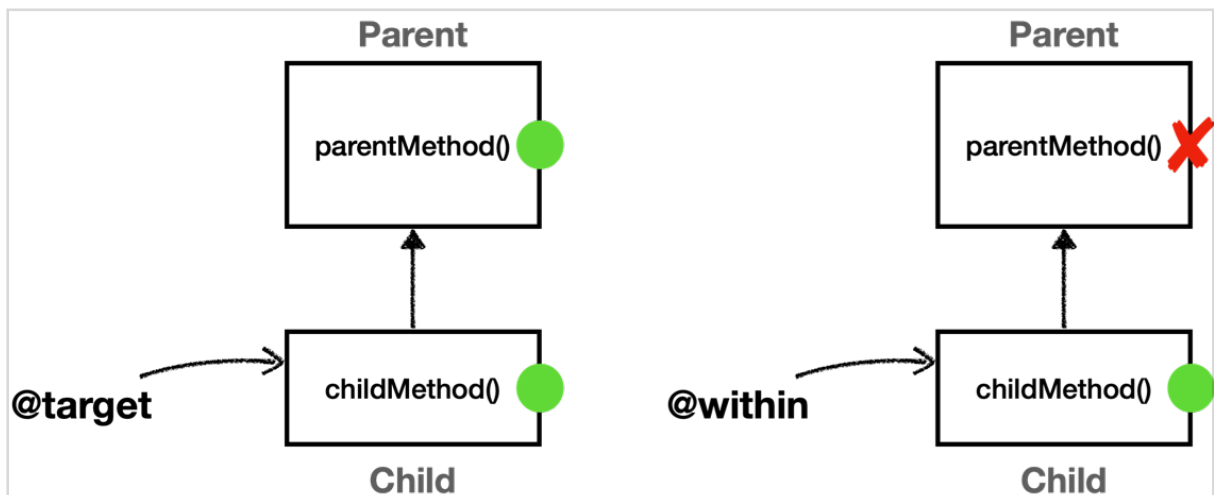 Parent
parentMethod()
@target
childMethod()
Child
Parent
parentMethod()
@within
childMethod()
Child